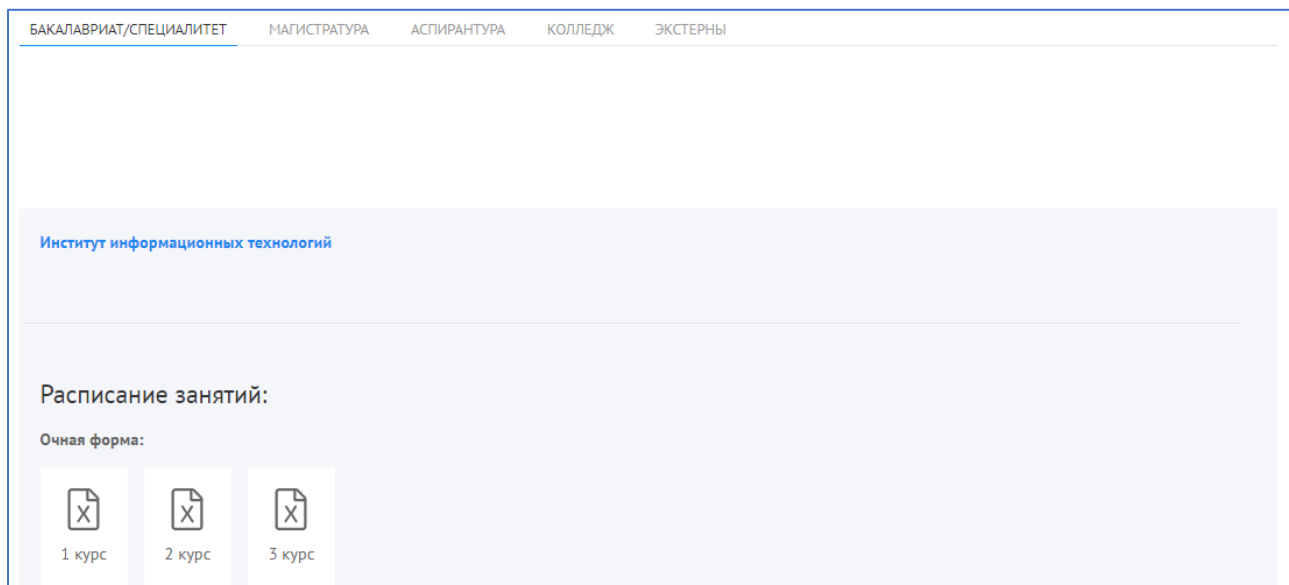 БАКАЛАВРИАТ/СПЕЦИАЛИТЕТ МАГИСТРАТУРА АСПИРАНТУРА КОЛЛЕДЖ ЭКСТЕРНЫ
Институт информационных технологий
Расписание занятий:
Очная форма:
1 курс 2 курс 3 курс